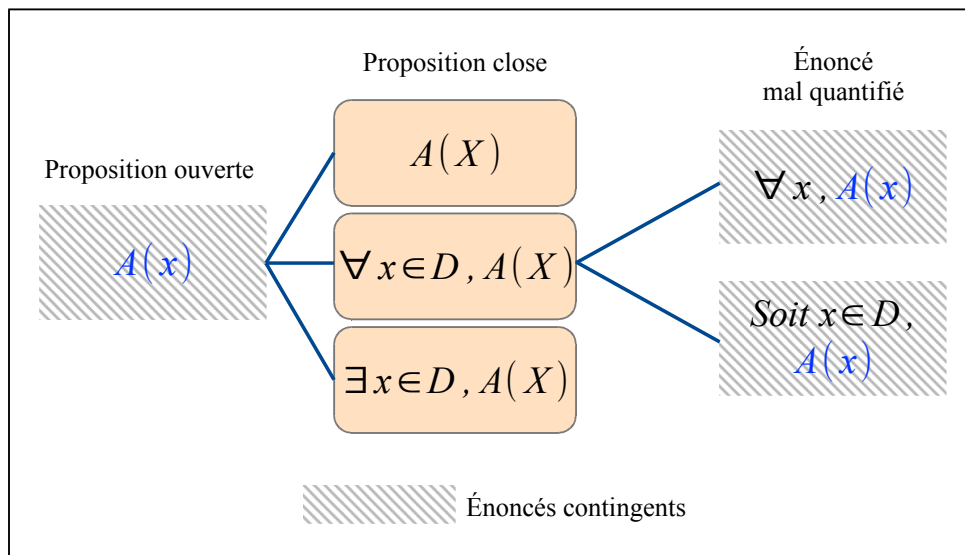 Proposition ouverte
A(x)
Proposition close
A(X)
∀ x∈D , A(X)
∃ x∈D , A(X)
Énoncé
mal quantifié
∀ x , A(x)
Soit x∈D ,
A(x)
Énoncés contingents